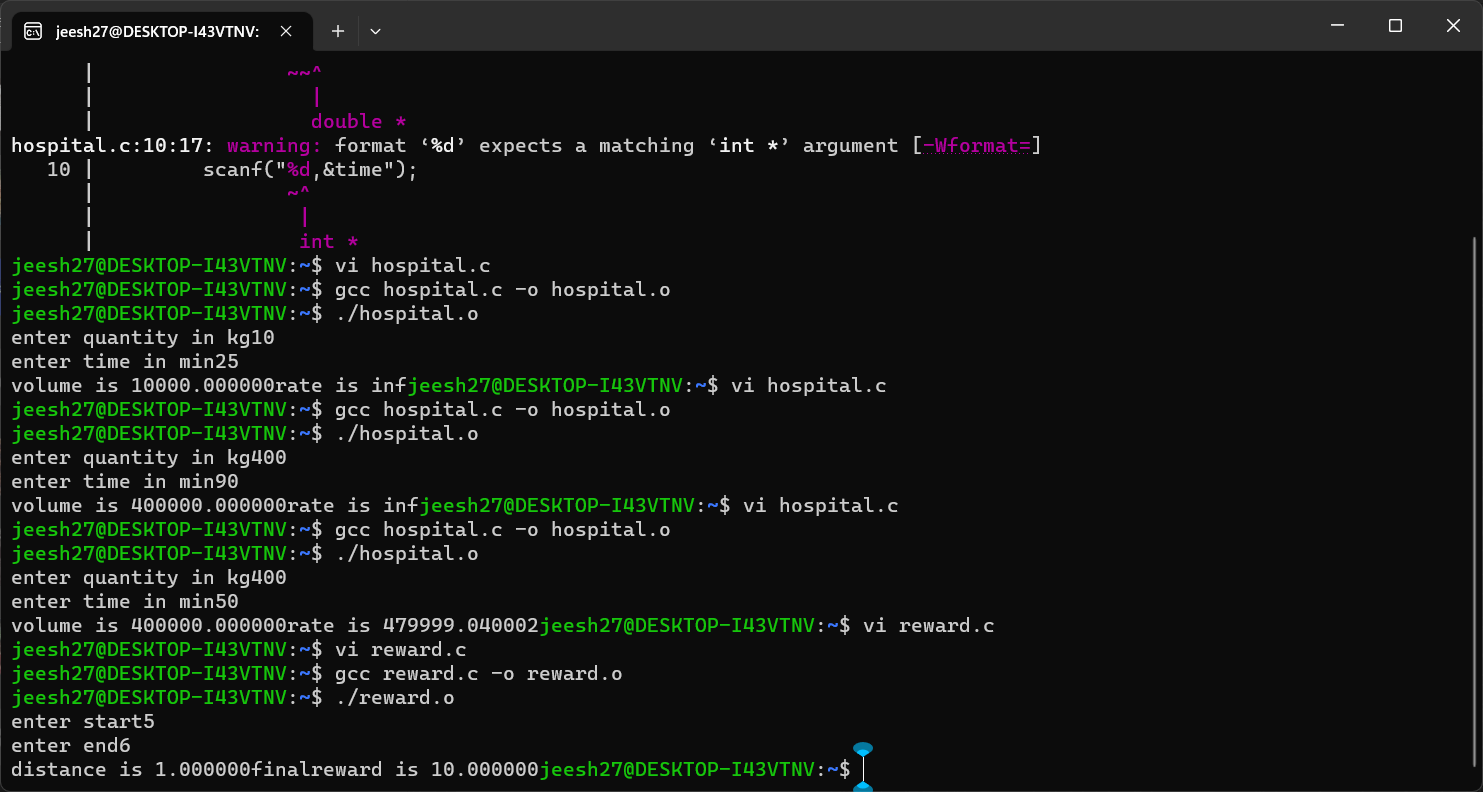 jeesh27@DESKTOP-I43VTNV:
|                ~~^
|                  |
|                  double *
hospital.c:10:17: warning: format ‘%d’ expects a matching ‘int *’ argument [-Wformat=]
   10 |         scanf("%d,&time");
      |                ~^
      |                 |
      |                 int *
jeesh27@DESKTOP-I43VTNV:~$ vi hospital.c
jeesh27@DESKTOP-I43VTNV:~$ gcc hospital.c -o hospital.o
jeesh27@DESKTOP-I43VTNV:~$ ./hospital.o
enter quantity in kg10
enter time in min25
volume is 10000.000000rate is infjeesh27@DESKTOP-I43VTNV:~$ vi hospital.c
jeesh27@DESKTOP-I43VTNV:~$ gcc hospital.c -o hospital.o
jeesh27@DESKTOP-I43VTNV:~$ ./hospital.o
enter quantity in kg400
enter time in min90
volume is 400000.000000rate is infjeesh27@DESKTOP-I43VTNV:~$ vi hospital.c
jeesh27@DESKTOP-I43VTNV:~$ gcc hospital.c -o hospital.o
jeesh27@DESKTOP-I43VTNV:~$ ./hospital.o
enter quantity in kg400
enter time in min50
volume is 400000.000000rate is 479999.040002jeesh27@DESKTOP-I43VTNV:~$ vi reward.c
jeesh27@DESKTOP-I43VTNV:~$ vi reward.c
jeesh27@DESKTOP-I43VTNV:~$ gcc reward.c -o reward.o
jeesh27@DESKTOP-I43VTNV:~$ ./reward.o
enter start5
enter end6
distance is 1.000000finalreward is 10.000000jeesh27@DESKTOP-I43VTNV:~$